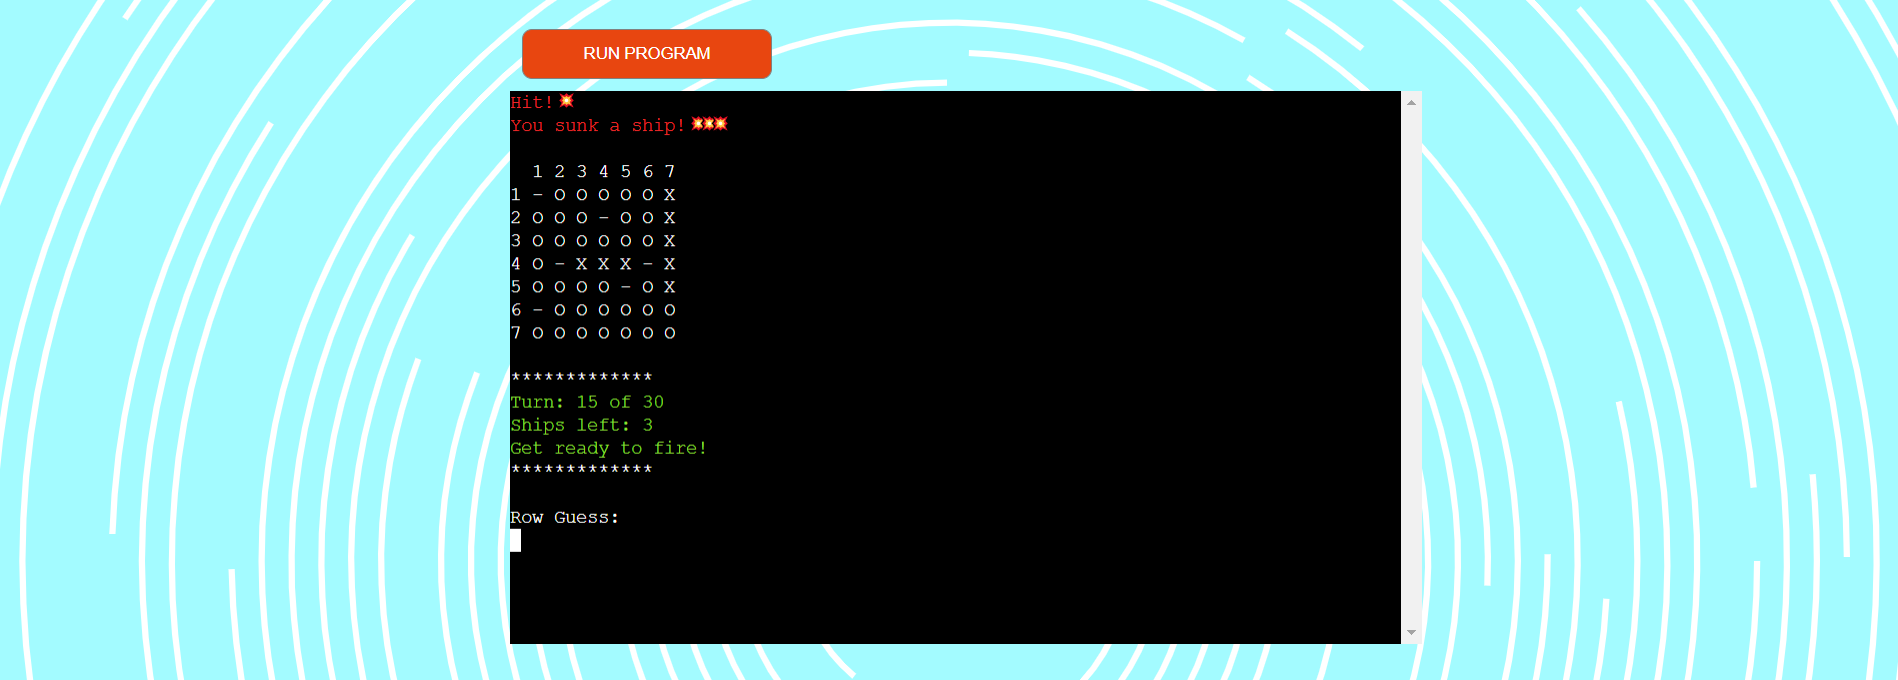 RUN PROGRAM
Hit!💥
You sunk a ship!💥💥💥
  1 2 3 4 5 6 7
1 - O O O O O X
2 O O O - O O X
3 O O O O O O X
4 O - X X X - X
5 O O O O - O X
6 - O O O O O O
7 O O O O O O O
*************
Turn: 15 of 30
Ships left: 3
Get ready to fire!
*************
Row Guess: